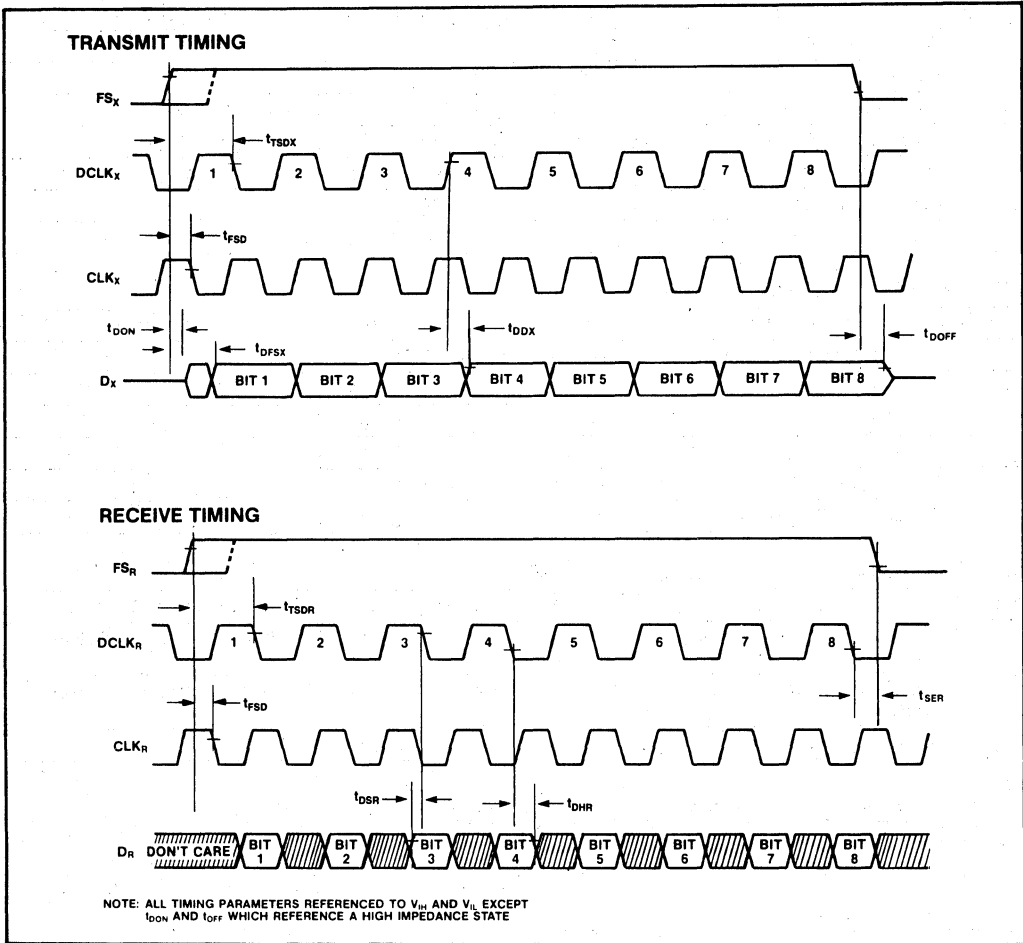 TRANSMIT TIMING
FSX
tTSDX
DCLKX
1 2 3 4 5 6 7 8
tFSD
CLKX
tDON
tDDX
tDOFF
tDFSX
DX
BIT 1 BIT 2 BIT 3 BIT 4 BIT 5 BIT 6 BIT 7 BIT 8
RECEIVE TIMING
FSR
tTSDR
DCLKR
1 2 3 4 5 6 7 8
tFSD
tSER
CLKR
tDSR
tDHR
DR
DON'T CARE
BIT 1
BIT 2
BIT 3
BIT 4
BIT 5
BIT 6
BIT 7
BIT 8
NOTE: ALL TIMING PARAMETERS REFERENCED TO VIH AND VIL EXCEPT
tDON AND tOFF WHICH REFERENCE A HIGH IMPEDANCE STATE